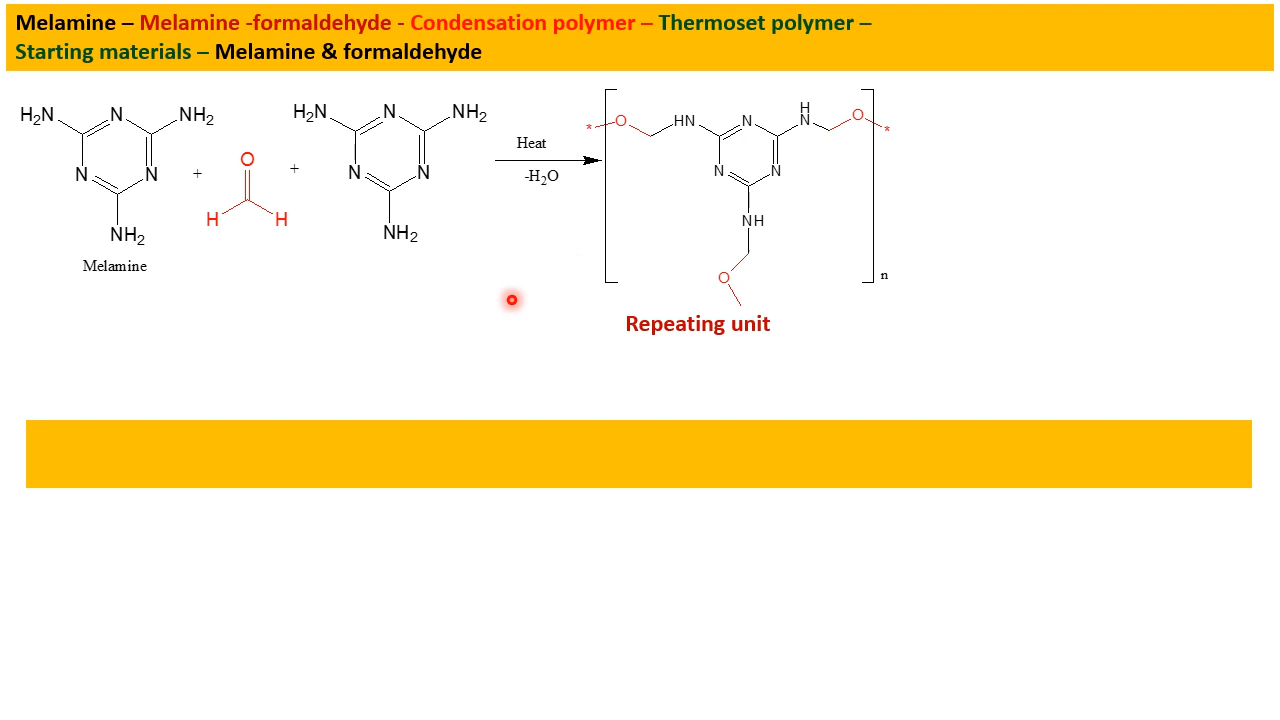 Melamine – Melamine -formaldehyde - Condensation polymer – Thermoset polymer –
Starting materials – Melamine & formaldehyde
H₂N N NH₂
N N
NH₂
Melamine
+
O
H H
+
H₂N N NH₂
N N
NH₂
Heat
-H₂O
* O HN N H
N O *
N N
NH
O
n
Repeating unit